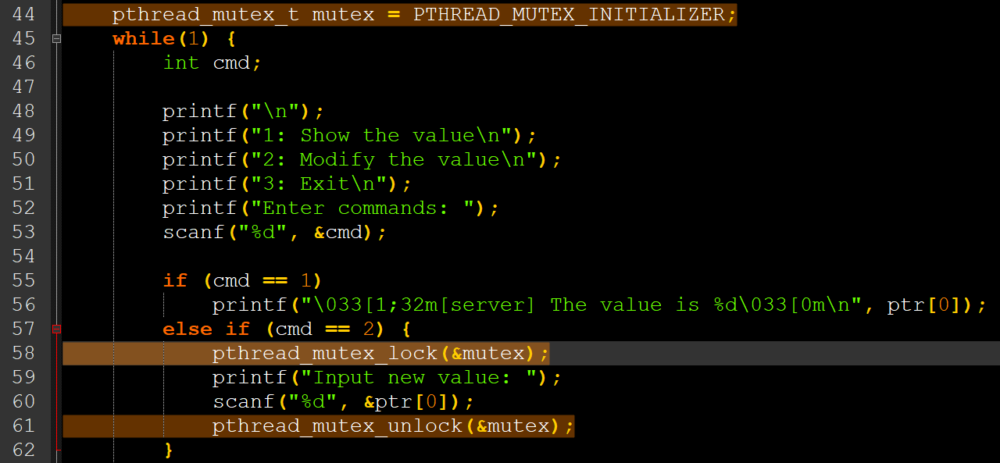 44 pthread_mutex_t mutex = PTHREAD_MUTEX_INITIALIZER;
45 while(1) {
46 int cmd;
47
48 printf("\n");
49 printf("1: Show the value\n");
50 printf("2: Modify the value\n");
51 printf("3: Exit\n");
52 printf("Enter commands: ");
53 scanf("%d", &cmd);
54
55 if (cmd == 1)
56 printf("\033[1;32m[server] The value is %d\033[0m\n", ptr[0]);
57 else if (cmd == 2) {
58 pthread_mutex_lock(&mutex);
59 printf("Input new value: ");
60 scanf("%d", &ptr[0]);
61 pthread_mutex_unlock(&mutex);
62 }